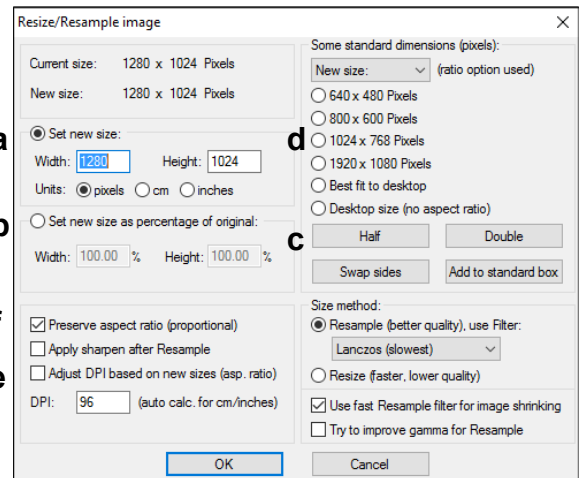 Resize/Resample image
Current size: 1280 x 1024 Pixels
New size: 1280 x 1024 Pixels
a
Set new size:
Width: 1280 Height: 1024
Units: pixels cm inches
Set new size as percentage of original:
Width: 100.00 % Height: 100.00 %
Preserve aspect ratio (proportional)
Apply sharpen after Resample
e
Adjust DPI based on new sizes (asp. ratio)
DPI: 96 (auto calc. for cm/inches)
Some standard dimensions (pixels):
New size: (ratio option used)
640 x 480 Pixels
800 x 600 Pixels
d
1024 x 768 Pixels
1920 x 1080 Pixels
Best fit to desktop
Desktop size (no aspect ratio)
c
Half Double
Swap sides Add to standard box
Size method:
Resample (better quality), use Filter:
Lanczos (slowest)
Resize (faster, lower quality)
Use fast Resample filter for image shrinking
Try to improve gamma for Resample
OK Cancel